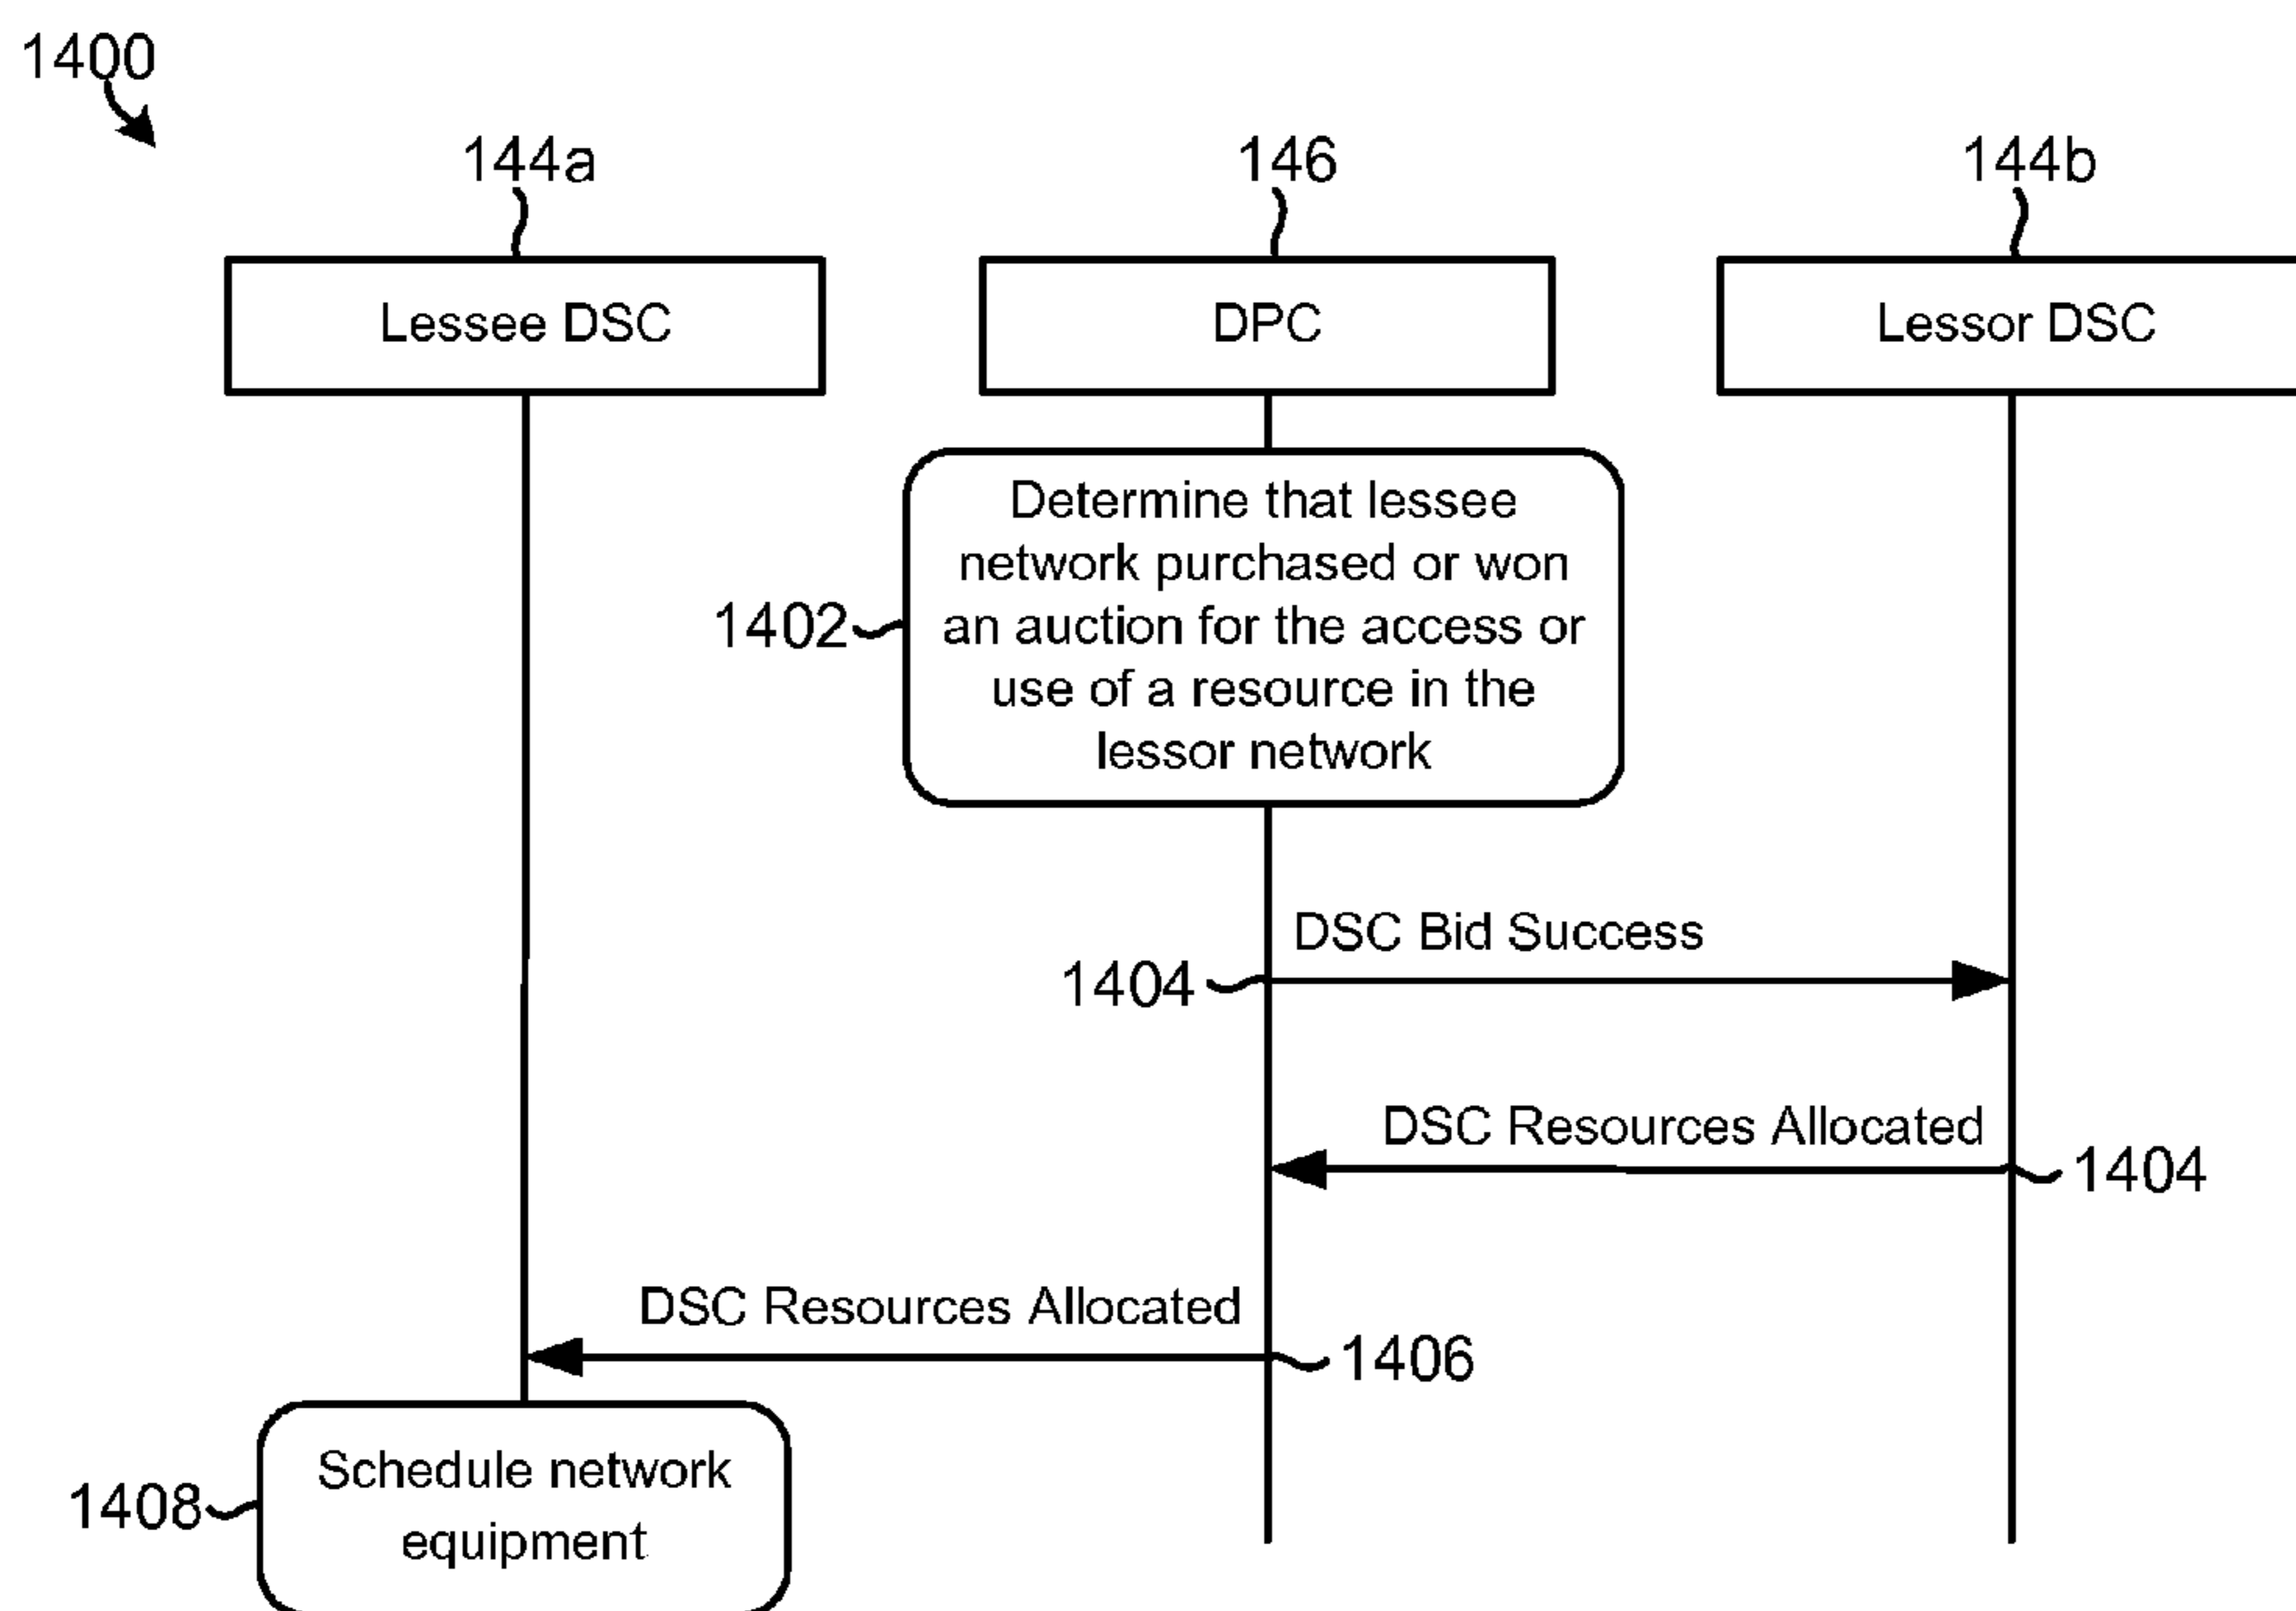 1400
144a
146
144b
Lessee DSC
DPC
Lessor DSC
Determine that lessee
network purchased or won
an auction for the access or
use of a resource in the
lessor network
1402
DSC Bid Success
1404
DSC Resources Allocated
1404
DSC Resources Allocated
1406
Schedule network
equipment
1408